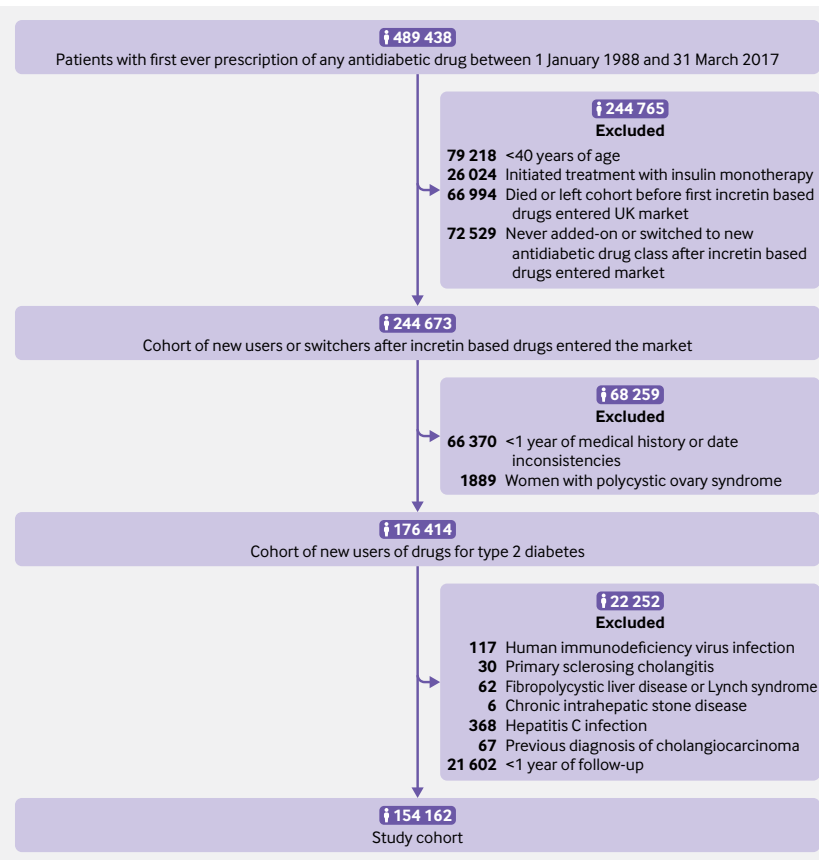 489 438
Patients with first ever prescription of any antidiabetic drug between 1 January 1988 and 31 March 2017
244 765
Excluded
79 218 <40 years of age
26 024 Initiated treatment with insulin monotherapy
66 994 Died or left cohort before first incretin based
drugs entered UK market
72 529 Never added-on or switched to new
antidiabetic drug class after incretin based
drugs entered market
244 673
Cohort of new users or switchers after incretin based drugs entered the market
68 259
Excluded
66 370 <1 year of medical history or date
inconsistencies
1889 Women with polycystic ovary syndrome
176 414
Cohort of new users of drugs for type 2 diabetes
22 252
Excluded
117 Human immunodeficiency virus infection
30 Primary sclerosing cholangitis
62 Fibropolycystic liver disease or Lynch syndrome
6 Chronic intrahepatic stone disease
368 Hepatitis C infection
67 Previous diagnosis of cholangiocarcinoma
21 602 <1 year of follow-up
154 162
Study cohort